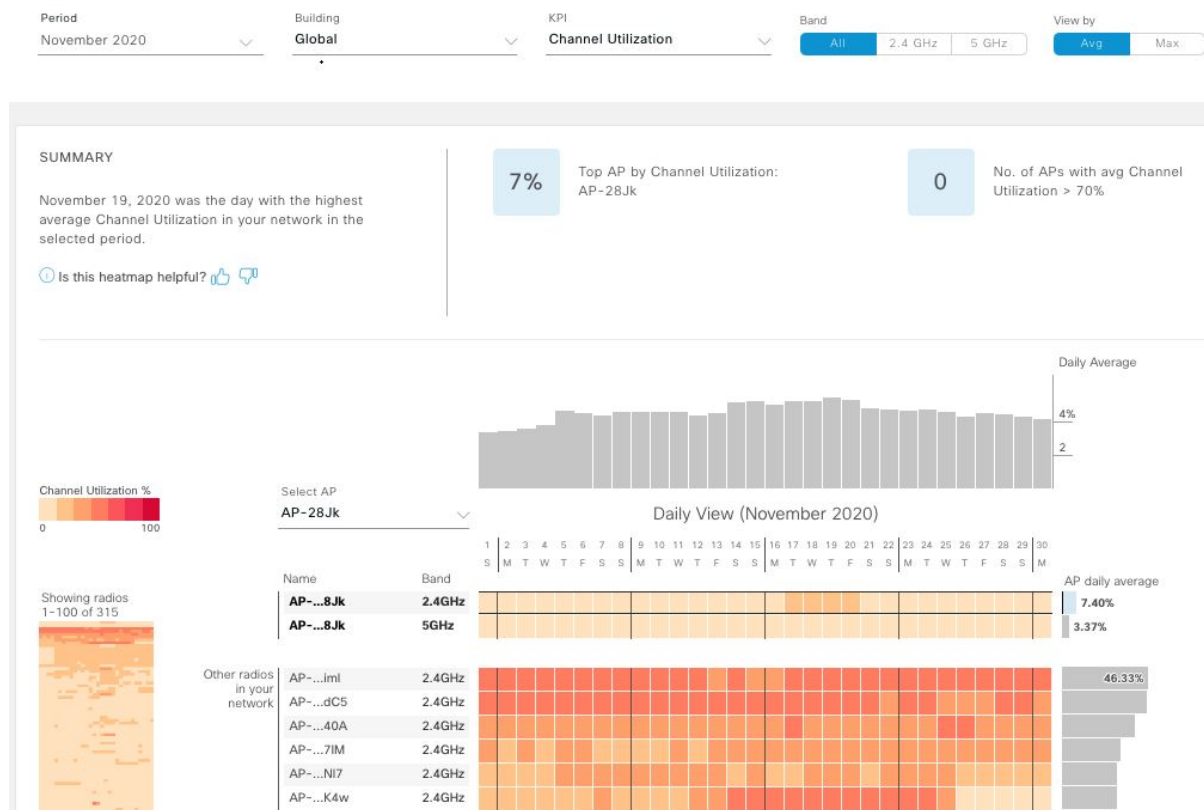 Period
November 2020
Building
Global
KPI
Channel Utilization
Band
All 2.4 GHz 5 GHz
View by
Avg Max
SUMMARY
November 19, 2020 was the day with the highest
average Channel Utilization in your network in the
selected period.
Is this heatmap helpful?
7%
Top AP by Channel Utilization:
AP-28Jk
0
No. of APs with avg Channel
Utilization > 70%
Daily Average
4%
2
Channel Utilization %
0 100
Select AP
AP-28Jk
Daily View (November 2020)
1 2 3 4 5 6 7 8 9 10 11 12 13 14 15 16 17 18 19 20 21 22 23 24 25 26 27 28 29 30
S M T W T F S S M T W T F S S M T W T F S S M T W T F S S M
Name Band
AP daily average
Showing radios
1-100 of 315
AP-...8Jk 2.4GHz 7.40%
AP-...8Jk 5GHz 3.37%
Other radios
in your
network
AP-...iml 2.4GHz 46.33%
AP-...dC5 2.4GHz
AP-...40A 2.4GHz
AP-...7IM 2.4GHz
AP-...NI7 2.4GHz
AP-...K4w 2.4GHz